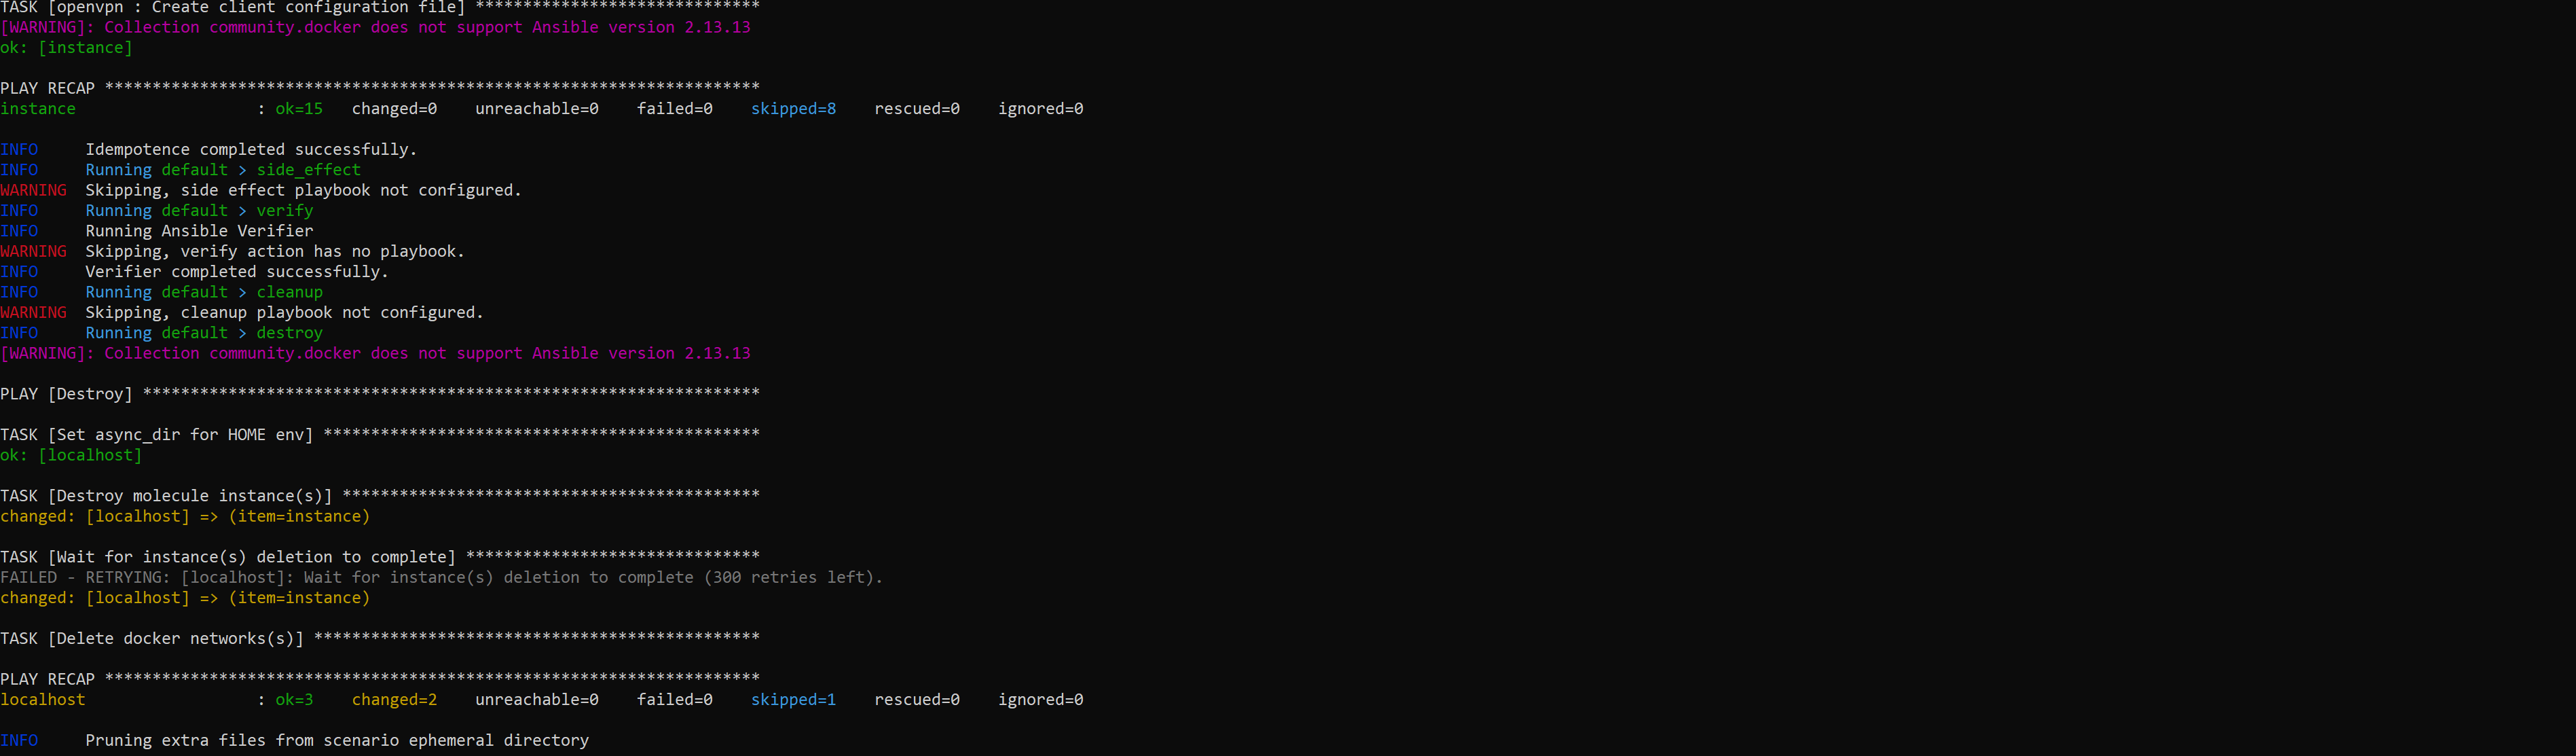 TASK [openvpn : Create client configuration file] ******************************
[WARNING]: Collection community.docker does not support Ansible version 2.13.13
ok: [instance]
PLAY RECAP *********************************************************************
instance                   : ok=15   changed=0    unreachable=0    failed=0    skipped=8    rescued=0    ignored=0
INFO     Idempotence completed successfully.
INFO     Running default > side_effect
WARNING  Skipping, side effect playbook not configured.
INFO     Running default > verify
INFO     Running Ansible Verifier
WARNING  Skipping, verify action has no playbook.
INFO     Verifier completed successfully.
INFO     Running default > cleanup
WARNING  Skipping, cleanup playbook not configured.
INFO     Running default > destroy
[WARNING]: Collection community.docker does not support Ansible version 2.13.13
PLAY [Destroy] *****************************************************************
TASK [Set async_dir for HOME env] **********************************************
ok: [localhost]
TASK [Destroy molecule instance(s)] ********************************************
changed: [localhost] => (item=instance)
TASK [Wait for instance(s) deletion to complete] *******************************
FAILED - RETRYING: [localhost]: Wait for instance(s) deletion to complete (300 retries left).
changed: [localhost] => (item=instance)
TASK [Delete docker networks(s)] ***********************************************
PLAY RECAP *********************************************************************
localhost                  : ok=3    changed=2    unreachable=0    failed=0    skipped=1    rescued=0    ignored=0
INFO     Pruning extra files from scenario ephemeral directory